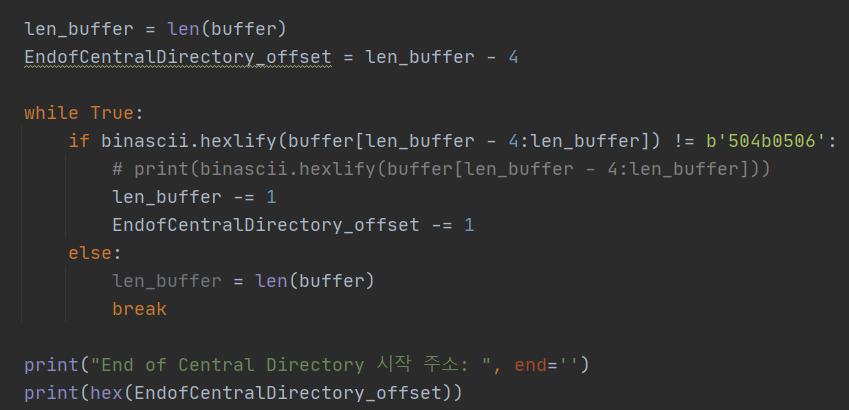 len_buffer = len(buffer)
EndofCentralDirectory_offset = len_buffer - 4
while True:
if binascii.hexlify(buffer[len_buffer - 4:len_buffer]) != b'504b0506':
# print(binascii.hexlify(buffer[len_buffer - 4:len_buffer]))
len_buffer -= 1
EndofCentralDirectory_offset -= 1
else:
len_buffer = len(buffer)
break
print("End of Central Directory 시작 주소: ", end='')
print(hex(EndofCentralDirectory_offset))